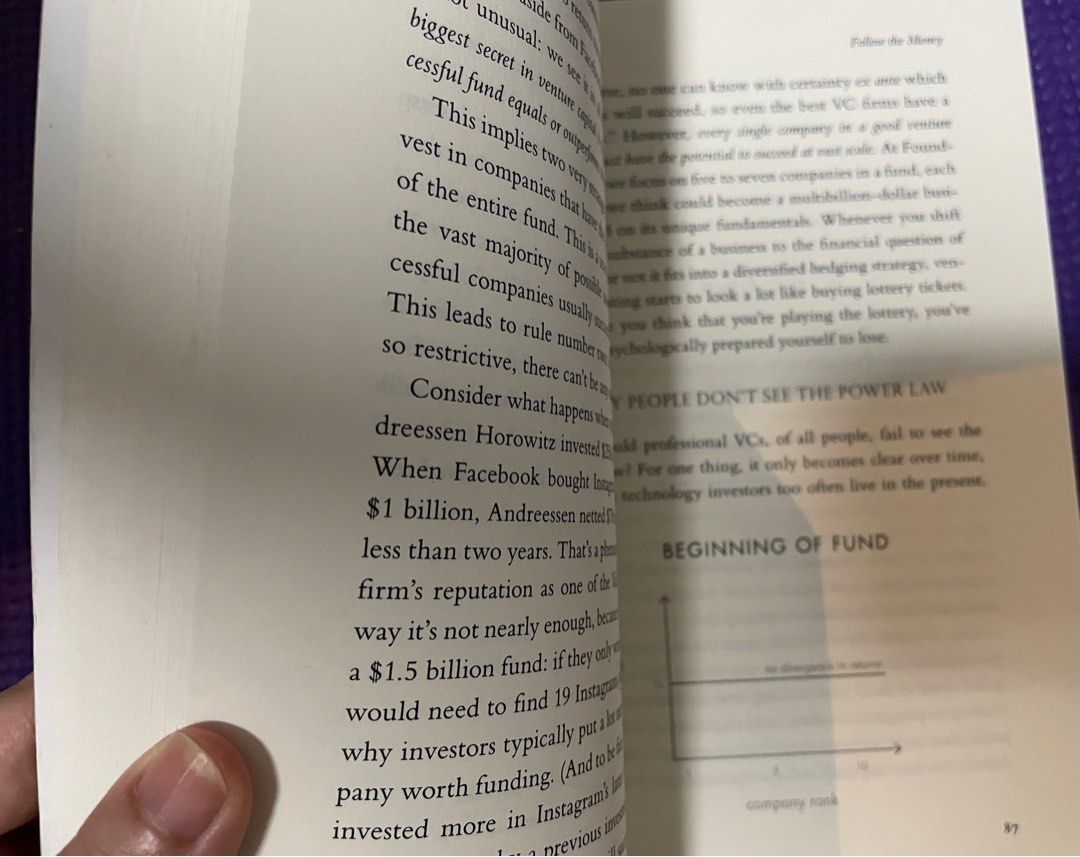 unusual: we see
biggest secret in venture
cessful fund equals or outperforms
This implies two very
vest in companies that have
of the entire fund. This is a
the vast majority of possible
cessful companies usually
This leads to rule number
so restrictive, there can't be any
Consider what happens when
dreessen Horowitz invested
When Facebook bought
$1 billion, Andreessen netted
less than two years. That's a
firm's reputation as one of the
way it's not nearly enough,
a $1.5 billion fund: if they only
would need to find 19
why investors typically put a lot
pany worth funding. (And to be
invested more in Instagram's
a previous
Follow the Money
no one can know with certainty ex ante which
will succeed, so even the best VC firms have a
However, every single company in a good venture
have the potential to succeed at vast scale. At Found-
we focus on five to seven companies in a fund, each
we think could become a multibillion-dollar busi-
on its unique fundamentals. Whenever you shift
substance of a business to the financial question of
not it fits into a diversified hedging strategy, ven-
starts to look a lot like buying lottery tickets.
you think that you're playing the lottery, you've
psychologically prepared yourself to lose.
PEOPLE DON'T SEE THE POWER LAW
professional VCs, of all people, fail to see the
For one thing, it only becomes clear over time,
technology investors too often live in the present.
BEGINNING OF FUND
no divergence in returns
10
company rank
87